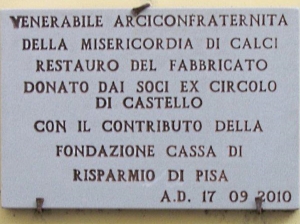 VENERABILE ARCICONFRATERNITA
DELLA MISERICORDIA DI CALCI
RESTAURO DEL FABBRICATO
DONATO DAI SOCI EX CIRCOLO
DI CASTELLO
CON IL CONTRIBUTO DELLA
FONDAZIONE CASSA DI
RISPARMIO DI PISA
A.D. 17 09 2010